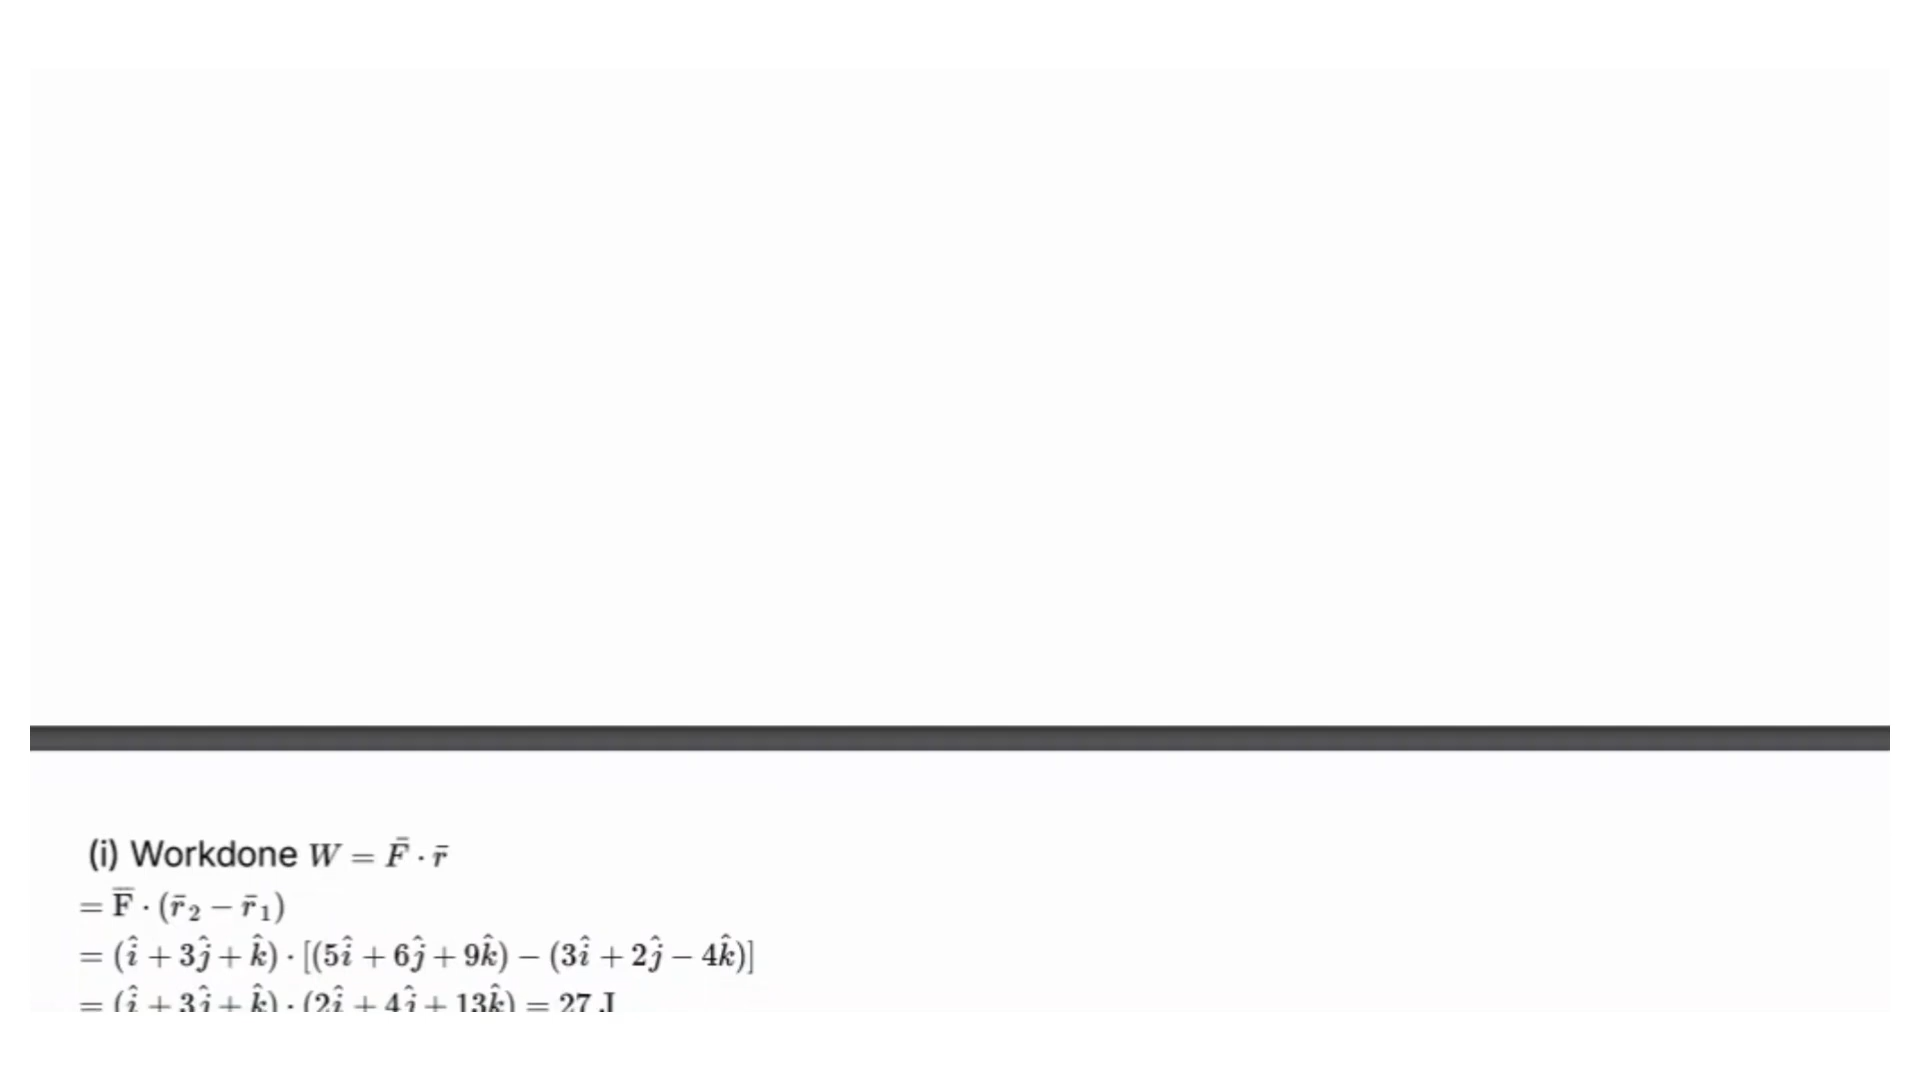 (i) Workdone W = F̄ · r̄
= F̅ · (r̄₂ − r̄₁)
= (î + 3ĵ + k̂) · [(5î + 6ĵ + 9k̂) − (3î + 2ĵ − 4k̂)]
= (î + 3ĵ + k̂) · (2î + 4ĵ + 13k̂) = 27 J